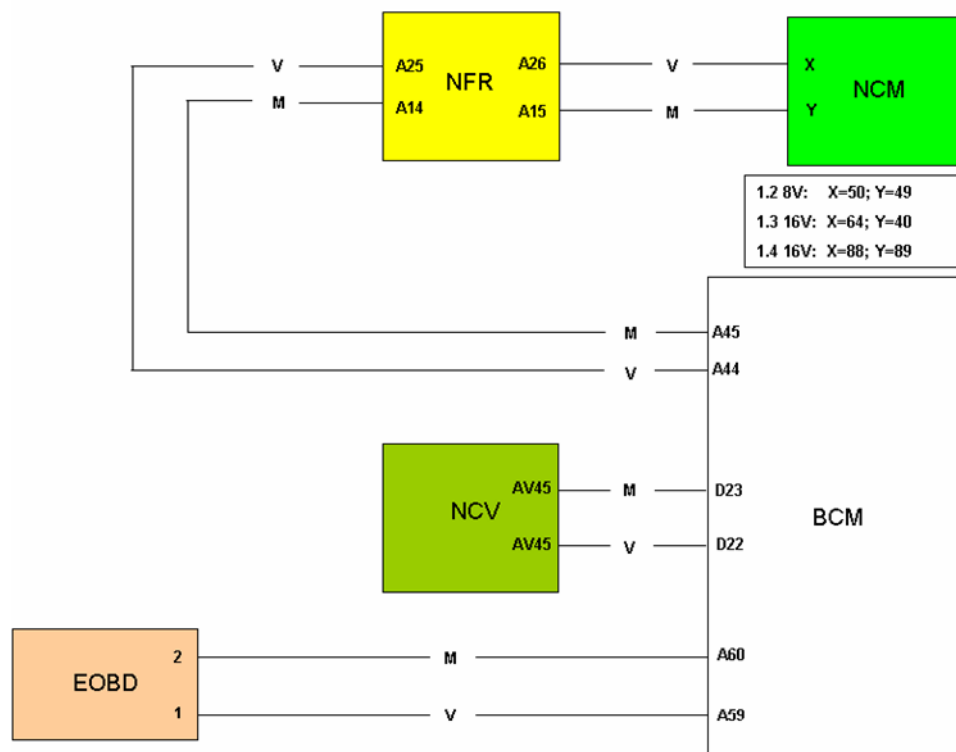 V A25 NFR A26 V X NCM
M A14 A15 M Y
1.2 8V: X=50; Y=49
1.3 16V: X=64; Y=40
1.4 16V: X=88; Y=89
M A45
V A44
NCV AV45 M D23 BCM
AV45 V D22
EOBD 2 M A60
1 V A59